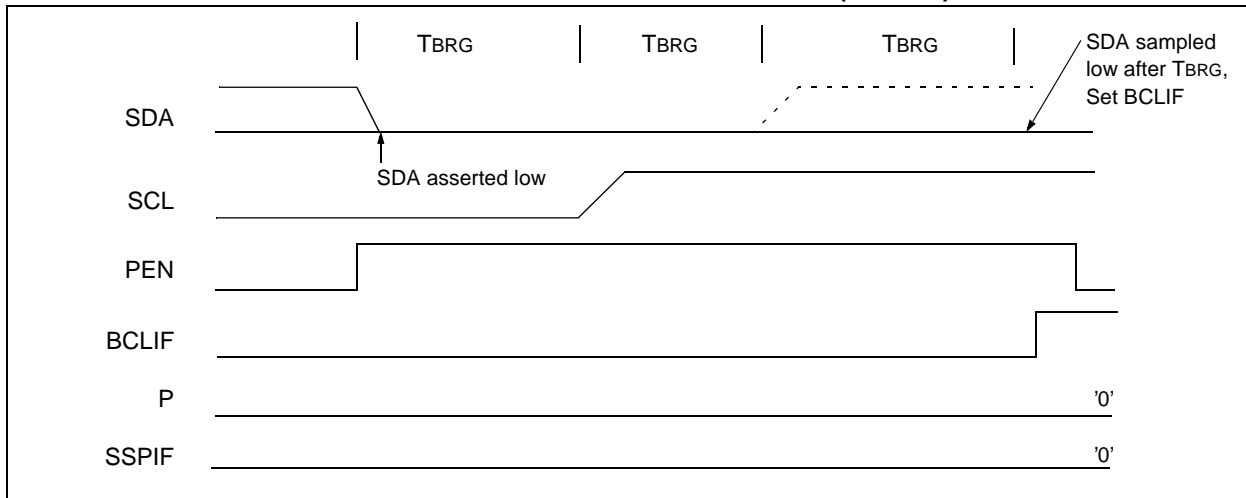 TBRG TBRG TBRG
SDA sampled
low after TBRG,
Set BCLIF
SDA
SDA asserted low
SCL
PEN
BCLIF
P '0'
SSPIF '0'